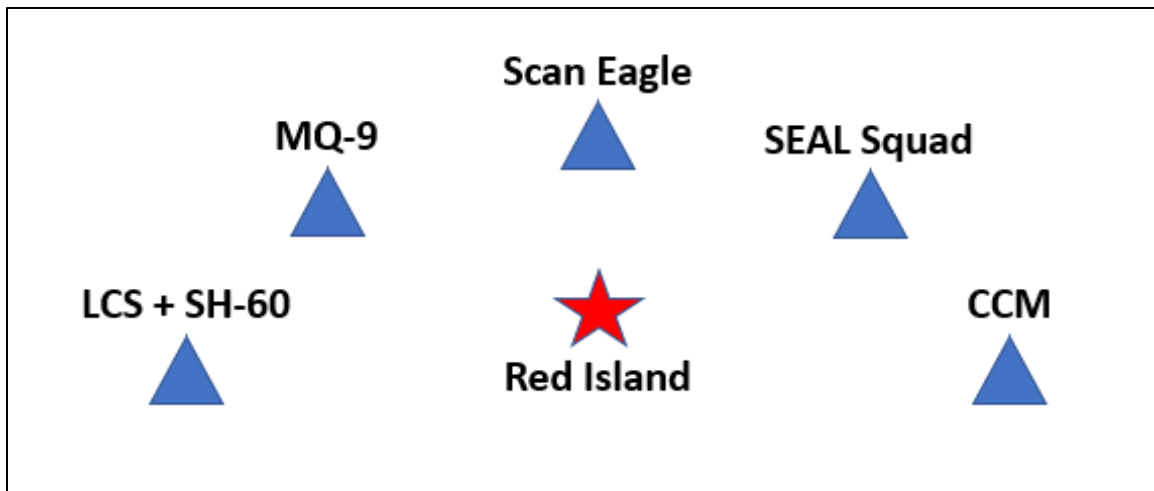 Scan Eagle
MQ-9
SEAL Squad
LCS + SH-60
CCM
Red Island